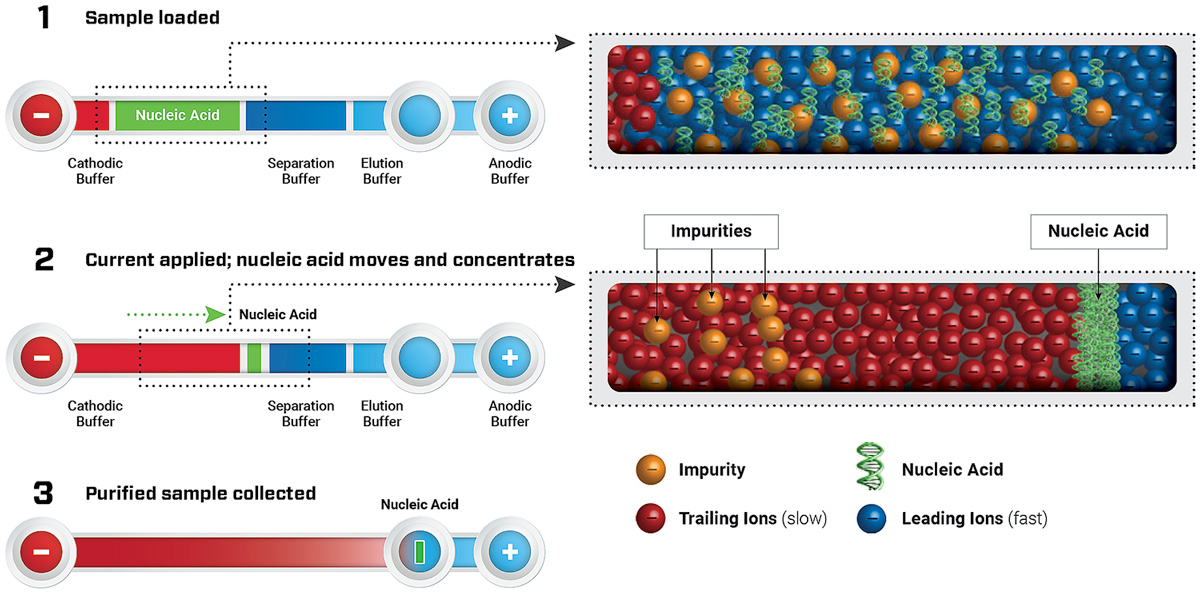 1 Sample loaded
−
Nucleic Acid
+
Cathodic
Buffer
Separation
Buffer
Elution
Buffer
Anodic
Buffer
Impurities
Nucleic Acid
2 Current applied; nucleic acid moves and concentrates
Nucleic Acid
−
+
Cathodic
Buffer
Separation
Buffer
Elution
Buffer
Anodic
Buffer
Impurity
Nucleic Acid
Trailing Ions (slow)
Leading Ions (fast)
3 Purified sample collected
Nucleic Acid
−
+